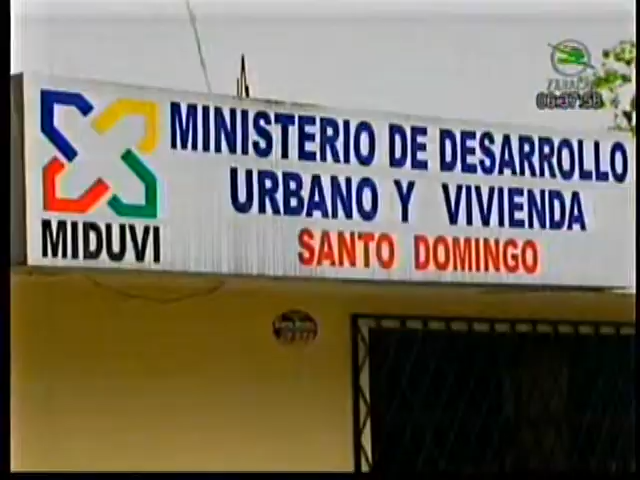 MINISTERIO DE DESARROLLO
URBANO Y VIVIENDA
SANTO DOMINGO
MIDUVI